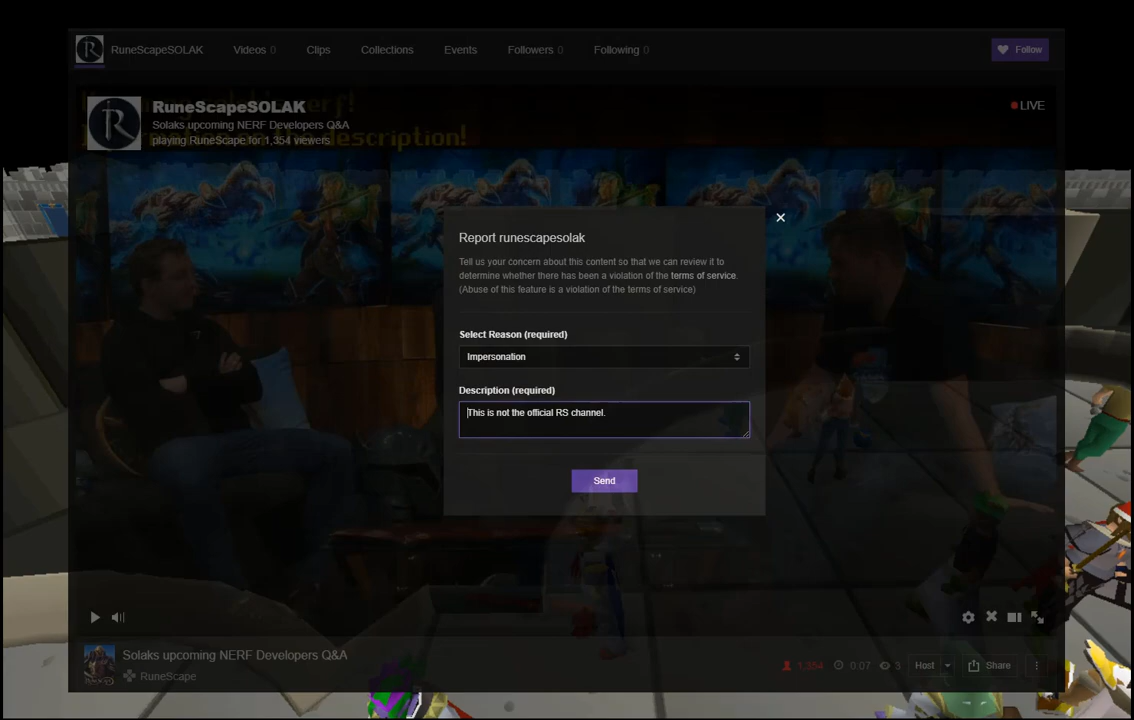 RuneScapeSOLAK Videos 0 Clips Collections Events Followers 0 Following 0 Follow
RuneScapeSOLAK
Solaks upcoming NERF Developers Q&A
playing RuneScape for 1,354 viewers
description!
LIVE
Report runescapesolak
Tell us your concern about this content so that we can review it to
determine whether there has been a violation of the terms of service.
(Abuse of this feature is a violation of the terms of service)
Select Reason (required)
Impersonation
Description (required)
This is not the official RS channel.
Send
Solaks upcoming NERF Developers Q&A
RuneScape
1,354 0:07 3 Host Share